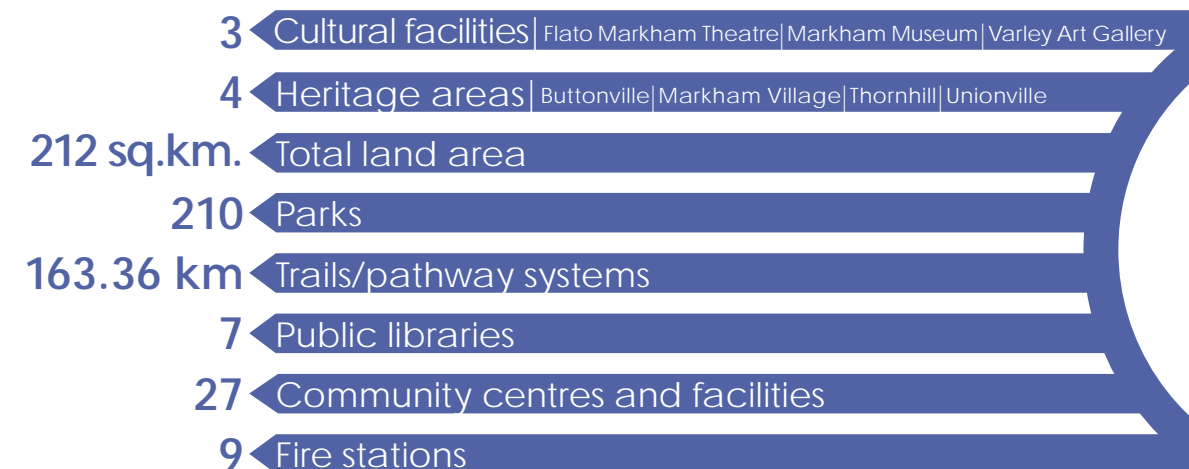 3 Cultural facilities| Flato Markham Theatre|Markham Museum|Varley Art Gallery
4 Heritage areas| Buttonville|Markham Village|Thornhill|Unionville
212 sq.km. Total land area
210 Parks
163.36 km Trails/pathway systems
7 Public libraries
27 Community centres and facilities
9 Fire stations